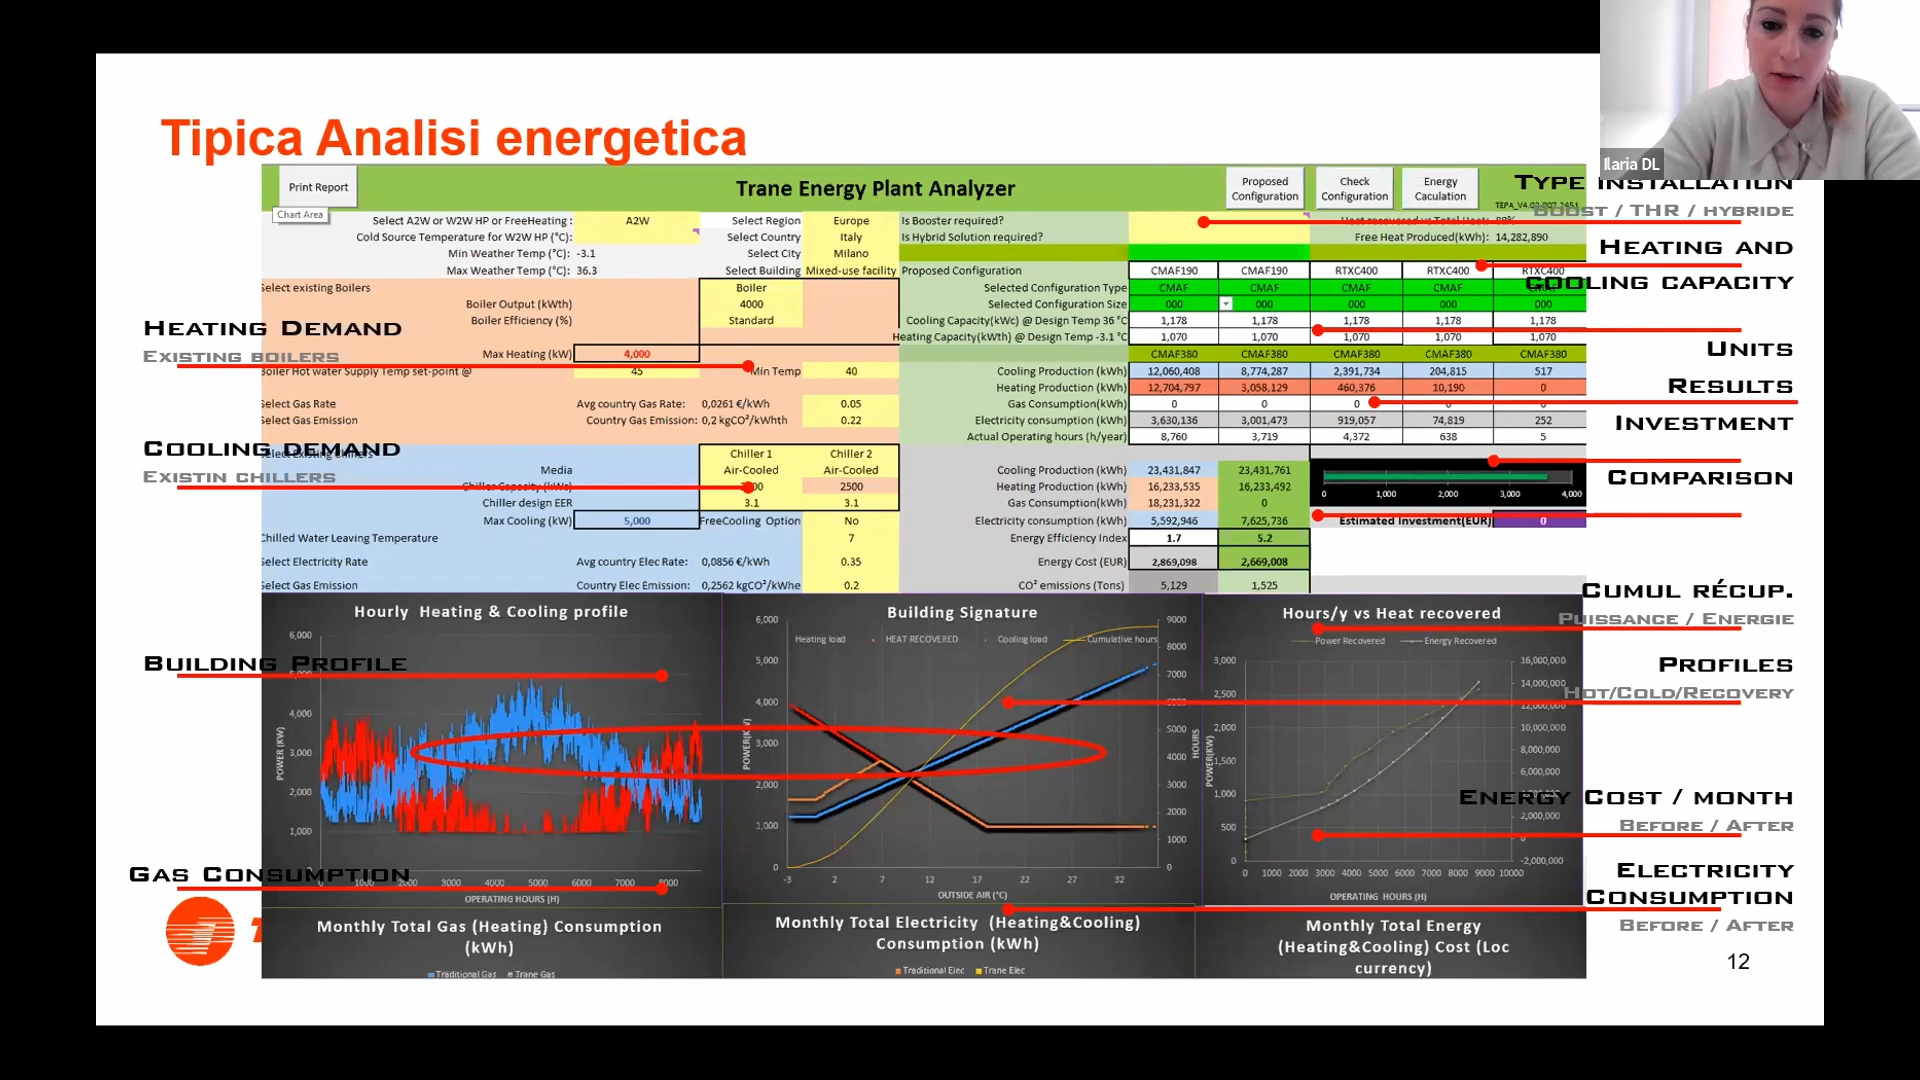 Ilaria DL
Tipica Analisi energetica
Print Report
Chart Area
Trane Energy Plant Analyzer
Proposed Configuration
Check Configuration
Energy Caculation
Select A2W or W2W HP or FreeHeating : A2W Select Region Europe Is Booster required?
Cold Source Temperature for W2W HP (°C): Select Country Italy Is Hybrid Solution required? Free Heat Produced(kWh): 14,282,890
Min Weather Temp (°C): -3.1 Select City Milano
Max Weather Temp (°C): 36.3 Select Building Mixed-use facility Proposed Configuration CMAF190 CMAF190 RTXC400 RTXC400 RTXC400
Select existing Boilers Boiler Selected Configuration Type CMAF CMAF CMAF CMAF
Boiler Output (kWth) 4000 Selected Configuration Size 000 000 000 000 000
Boiler Efficiency (%) Standard Cooling Capacity(kWc) @ Design Temp 36 °C 1,178 1,178 1,178 1,178 1,178
Heating Capacity(kWth) @ Design Temp -3.1 °C 1,070 1,070 1,070 1,070 1,070
Max Heating (kW) 4,000 CMAF380 CMAF380 CMAF380 CMAF380 CMAF380
Boiler Hot water Supply Temp set-point @ 45 Min Temp 40 Cooling Production (kWh) 12,060,408 8,774,287 2,391,734 204,815 517
Heating Production (kWh) 12,704,797 3,058,129 460,376 10,190 0
Select Gas Rate Avg country Gas Rate: 0,0261 €/kWh 0.05 Gas Consumption(kWh) 0 0 0 0 0
Select Gas Emission Country Gas Emission: 0,2 kgCO²/kWhth 0.22 Electricity consumption (kWh) 3,630,136 3,001,473 919,057 74,819 252
Actual Operating hours (h/year) 8,760 3,719 4,372 638 5
Select Existing Chillers Chiller 1 Chiller 2
Media Air-Cooled Air-Cooled Cooling Production (kWh) 23,431,847 23,431,761
Chiller Capacity (kWc) 2500 Heating Production (kWh) 16,233,535 16,233,492
Chiller design EER 3.1 3.1 Gas Consumption(kWh) 18,231,322 0
0 1,000 2,000 3,000 4,000
Max Cooling (kW) 5,000 FreeCooling Option No Electricity consumption (kWh) 5,592,946 7,625,736 Estimated Investment(EUR) 0
Chilled Water Leaving Temperature 7 Energy Efficiency Index 1.7 5.2
Select Electricity Rate Avg country Elec Rate: 0,0856 €/kWh 0.35 Energy Cost (EUR) 2,869,098 2,669,008
Select Gas Emission Country Elec Emission: 0,2562 kgCO²/kWhe 0.2 CO² emissions (Tons) 5,129 1,525
Heating Demand
Existing boilers
Cooling demand
Existin chillers
Building Profile
Gas Consumption
Type installation
Boost / THR / hybride
Heating and
cooling capacity
Units
Results
Investment
Comparison
Cumul récup.
Puissance / Energie
Profiles
Hot/Cold/Recovery
Energy Cost / month
Before / After
Electricity
Consumption
Before / After
Hourly Heating & Cooling profile
6,000
4,000
3,000
2,000
1,000
POWER (KW)
0 1000 2000 3000 4000 5000 6000 7000 8000
OPERATING HOURS (H)
Building Signature
Heating load HEAT RECOVERED Cooling load Cumulative hours
6,000 9000
8000
5,000 7000
4,000 6000
5000
3,000 4000
2,000 3000
2000
1,000 1000
0 0
POWER(KW)
HOURS
-3 2 7 12 17 22 27 32
OUTSIDE AIR (°C)
Hours/y vs Heat recovered
Power Recovered Energy Recovered
3,000 16,000,000
14,000,000
2,500 12,000,000
2,000 10,000,000
8,000,000
1,500 6,000,000
1,000 4,000,000
500 2,000,000
0
0 -2,000,000
POWER(KW)
0 1000 2000 3000 4000 5000 6000 7000 8000 9000 10000
OPERATING HOURS (H)
Monthly Total Gas (Heating) Consumption
(kWh)
Traditional Gas Trane Gas
Monthly Total Electricity (Heating&Cooling)
Consumption (kWh)
Traditional Elec Trane Elec
Monthly Total Energy
(Heating&Cooling) Cost (Loc
currency)
12